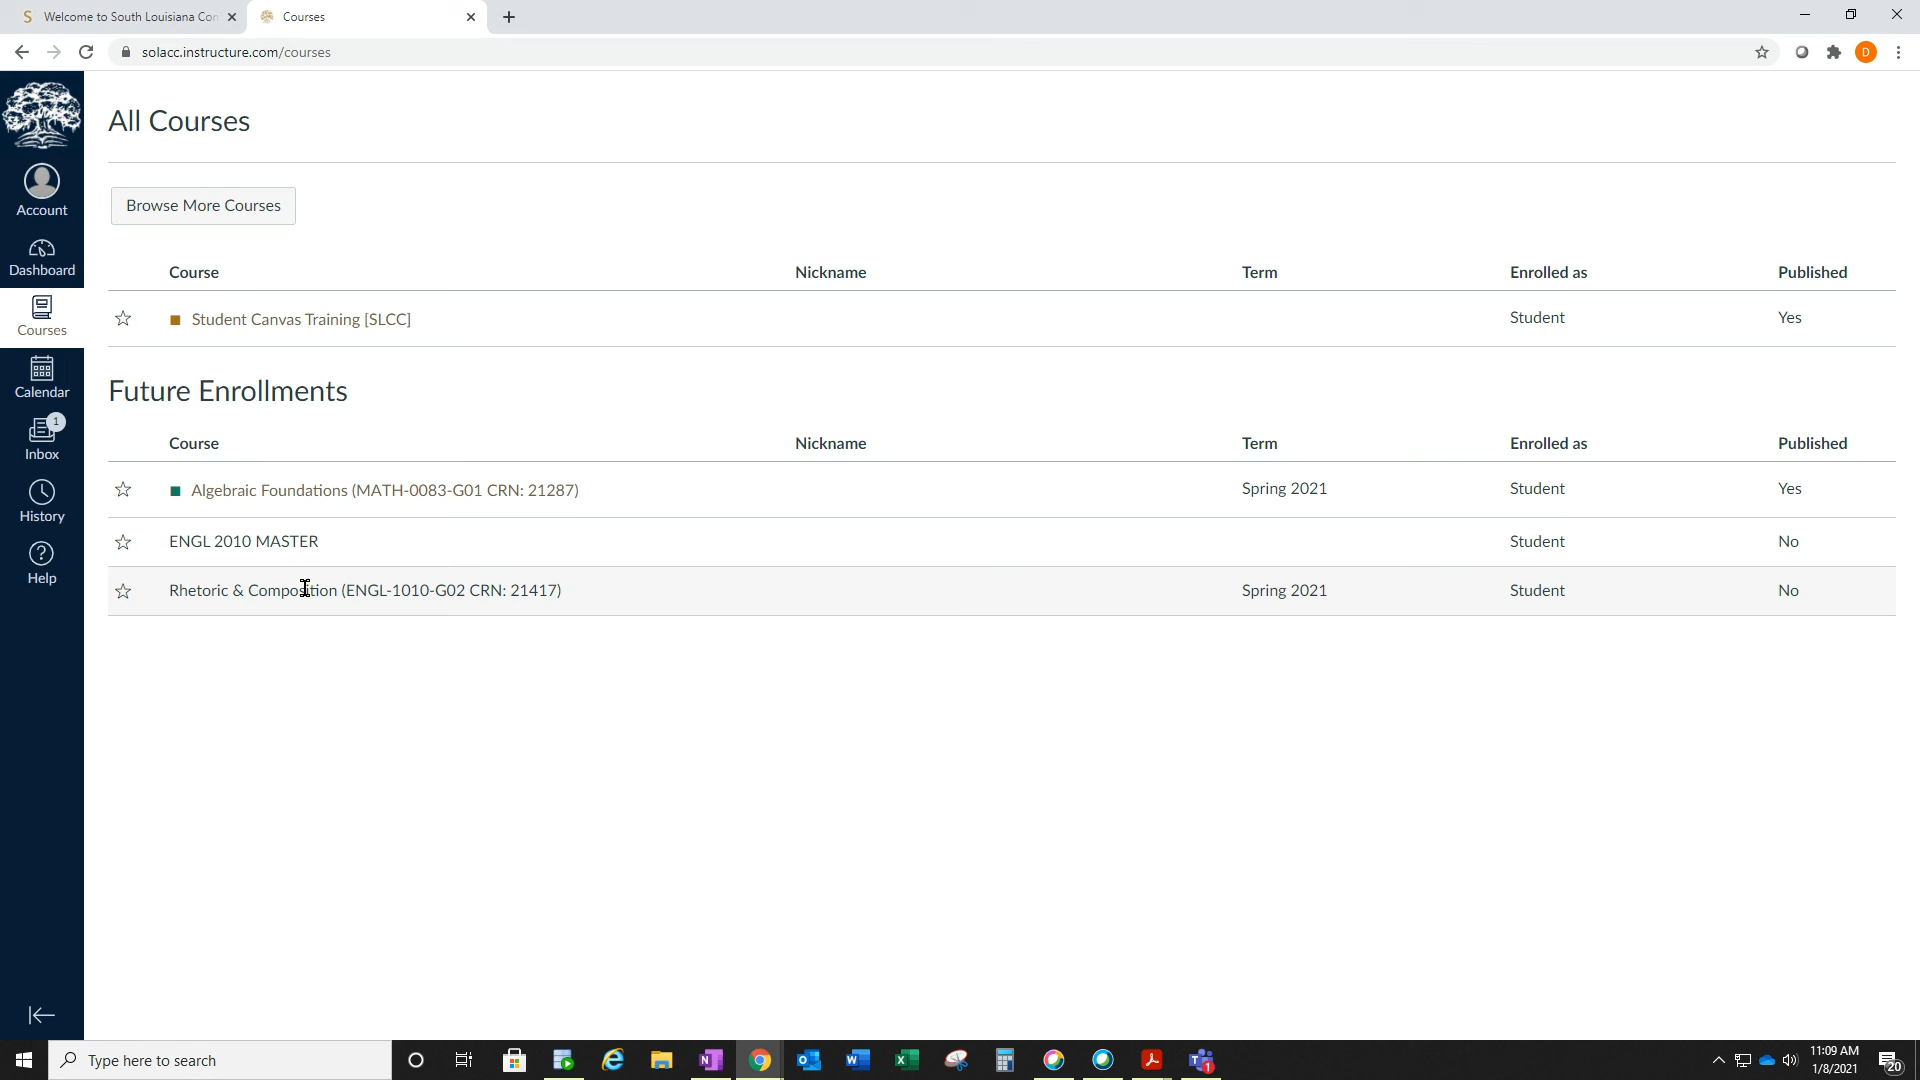 Welcome to South Louisiana Con
Courses
solacc.instructure.com/courses
D
All Courses
Browse More Courses
Course Nickname Term Enrolled as Published
Student Canvas Training [SLCC] Student Yes
Future Enrollments
Course Nickname Term Enrolled as Published
Algebraic Foundations (MATH-0083-G01 CRN: 21287) Spring 2021 Student Yes
ENGL 2010 MASTER Student No
Rhetoric & Composition (ENGL-1010-G02 CRN: 21417) Spring 2021 Student No
Account
Dashboard
Courses
Calendar
1
Inbox
History
Help
Type here to search
1
11:09 AM
1/8/2021
20